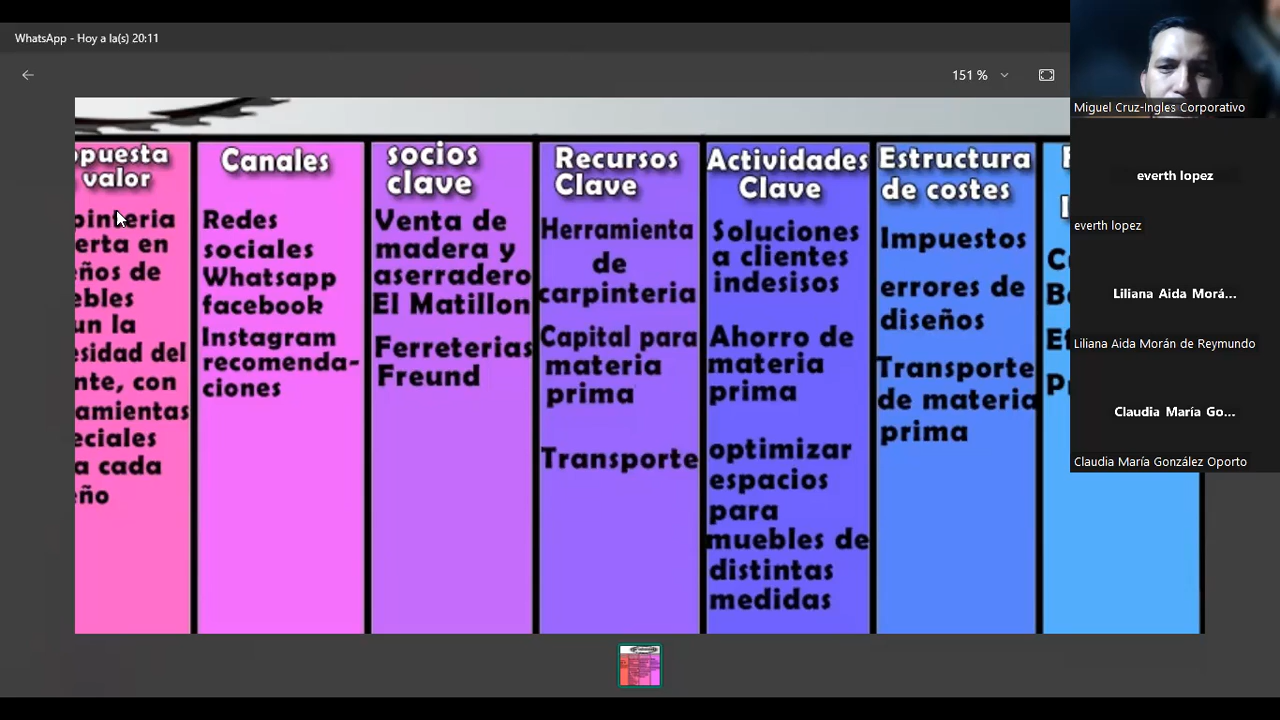 WhatsApp - Hoy a la(s) 20:11
151 %
valor
Canales
Redes
sociales
Whatsapp
facebook
Instagram
recomenda-
ciones
socios
clave
Venta de
madera y
aserradero
El Matillon
Ferreterias
Freund
Recursos
Clave
Herramienta
de
carpinteria
Capital para
materia
prima
Transporte
Actividades
Clave
Soluciones
a clientes
indesisos
Ahorro de
materia
prima
optimizar
espacios
para
muebles de
distintas
medidas
Estructura
de costes
Impuestos
errores de
diseños
Transporte
de materia
prima
Miguel Cruz-Ingles Corporativo
everth lopez
everth lopez
Liliana Aida Morá...
Liliana Aida Morán de Reymundo
Claudia María Go...
Claudia María González Oporto